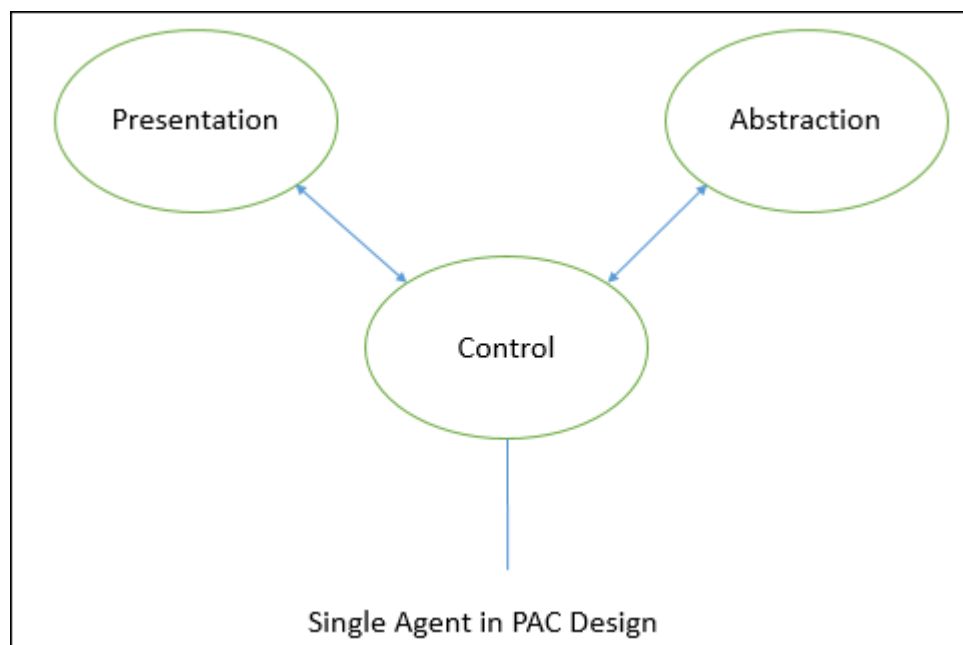 Presentation
Abstraction
Control
Single Agent in PAC Design